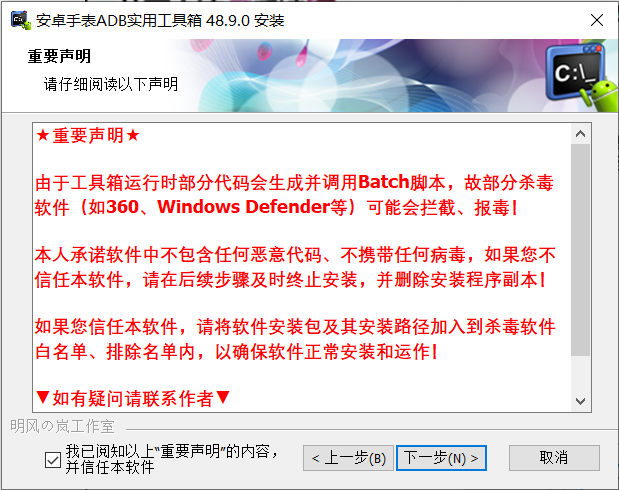 安卓手表ADB实用工具箱 48.9.0 安装
重要声明
请仔细阅读以下声明
C:\_
★重要声明★
由于工具箱运行时部分代码会生成并调用Batch脚本，故部分杀毒
软件（如360、Windows Defender等）可能会拦截、报毒！
本人承诺软件中不包含任何恶意代码、不携带任何病毒，如果您不
信任本软件，请在后续步骤及时终止安装，并删除安装程序副本！
如果您信任本软件，请将软件安装包及其安装路径加入到杀毒软件
白名单、排除名单内，以确保软件正常安装和运作！
▼如有疑问请联系作者▼
明风の岚工作室
我已阅知以上“重要声明”的内容，
并信任本软件
< 上一步(B)
下一步(N) >
取消